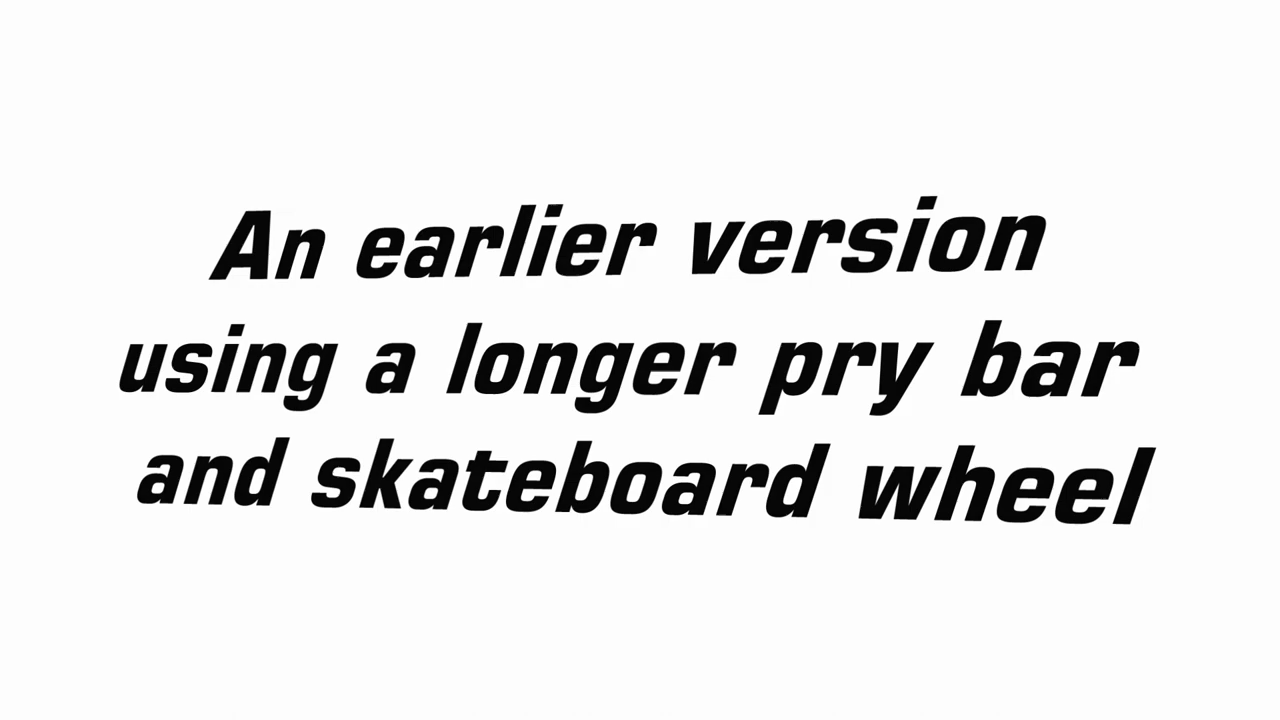 An earlier version
using a longer pry bar
and skateboard wheel